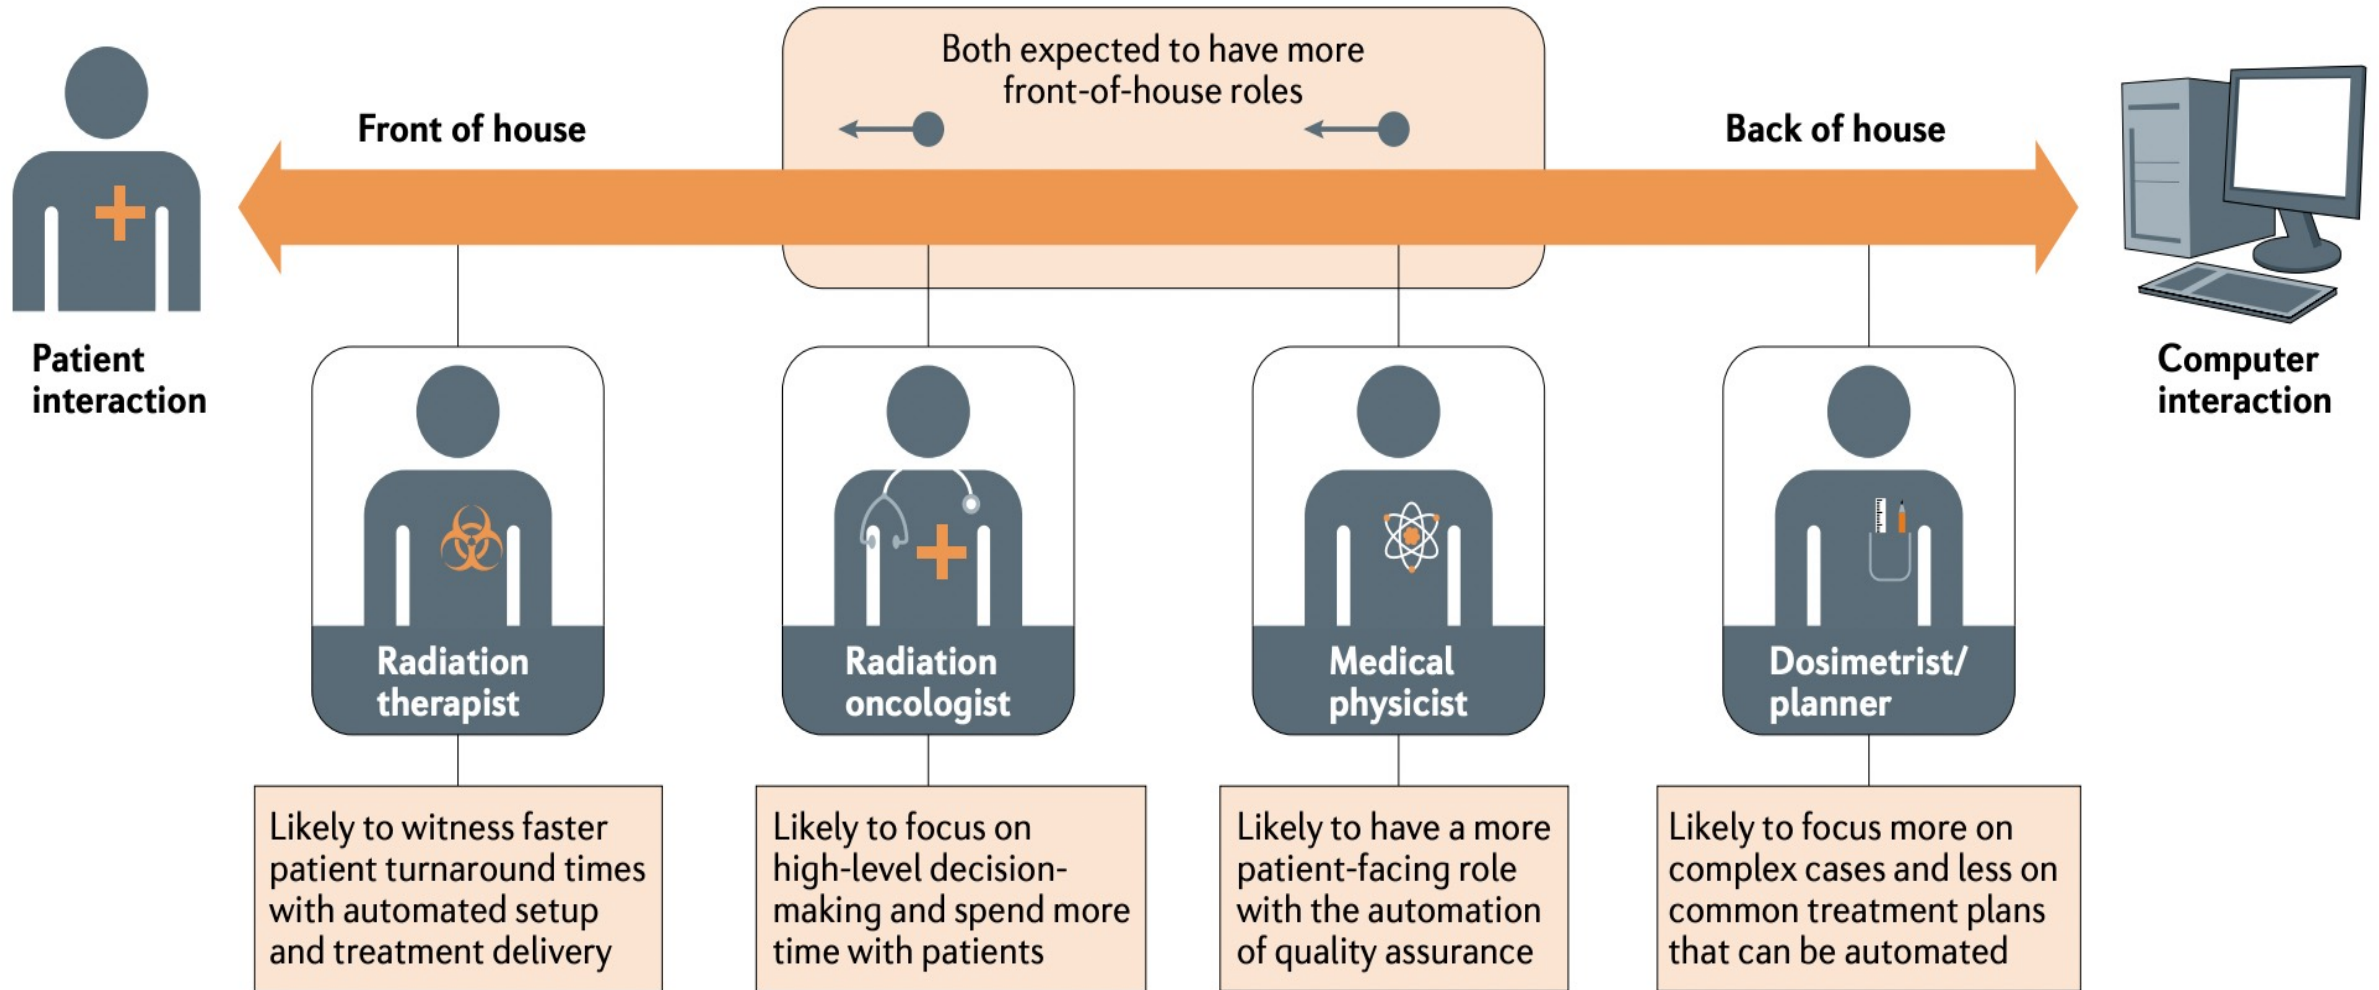 Both expected to have more
front-of-house roles
Front of house
Back of house
Patient
interaction
Computer
interaction
Radiation
therapist
Radiation
oncologist
Medical
physicist
Dosimetrist/
planner
Likely to witness faster
patient turnaround times
with automated setup
and treatment delivery
Likely to focus on
high-level decision-
making and spend more
time with patients
Likely to have a more
patient-facing role
with the automation
of quality assurance
Likely to focus more on
complex cases and less on
common treatment plans
that can be automated